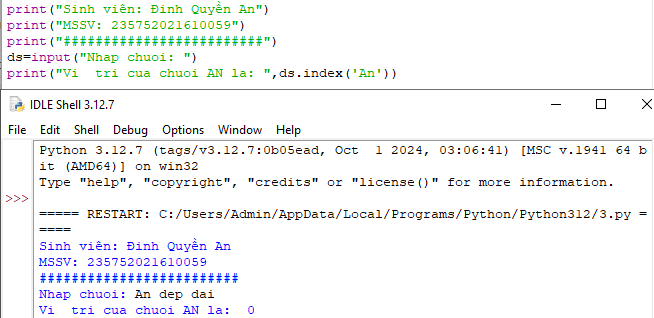 print("Sinh viên: Đinh Quyền An")
print("MSSV: 235752021610059")
print("#########################")
ds=input("Nhap chuoi: ")
print("Vi  tri cua chuoi AN la: ",ds.index('An'))
IDLE Shell 3.12.7
File Edit Shell Debug Options Window Help
Python 3.12.7 (tags/v3.12.7:0b05ead, Oct  1 2024, 03:06:41) [MSC v.1941 64 b
it (AMD64)] on win32
Type "help", "copyright", "credits" or "license()" for more information.
>>>
===== RESTART: C:/Users/Admin/AppData/Local/Programs/Python/Python312/3.py =
====
Sinh viên: Đinh Quyền An
MSSV: 235752021610059
#########################
Nhap chuoi: An dep dai
Vi  tri cua chuoi AN la:  0